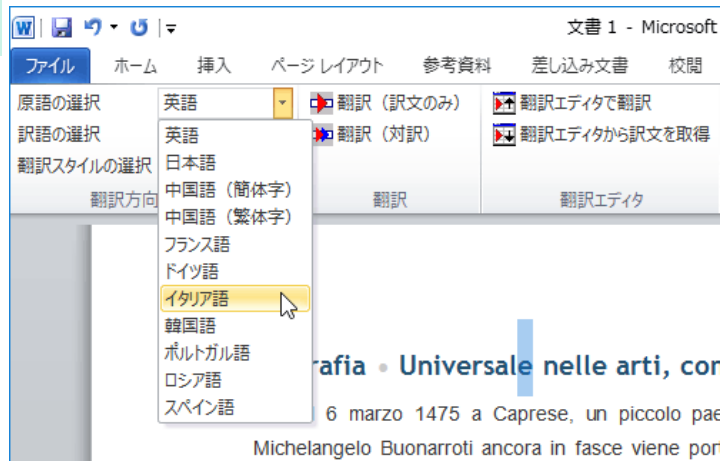 文書 1 - Microsoft
ファイル ホーム 挿入 ページ レイアウト 参考資料 差し込み文書 校閲
原語の選択 英語 翻訳（訳文のみ） 翻訳エディタで翻訳
訳語の選択 翻訳（対訳） 翻訳エディタから訳文を取得
翻訳スタイルの選択
翻訳方向 翻訳 翻訳エディタ
英語
日本語
中国語（簡体字）
中国語（繁体字）
フランス語
ドイツ語
イタリア語
韓国語
ポルトガル語
ロシア語
スペイン語
rafia • Universale nelle arti, con
6 marzo 1475 a Caprese, un piccolo pae
Michelangelo Buonarroti ancora in fasce viene port